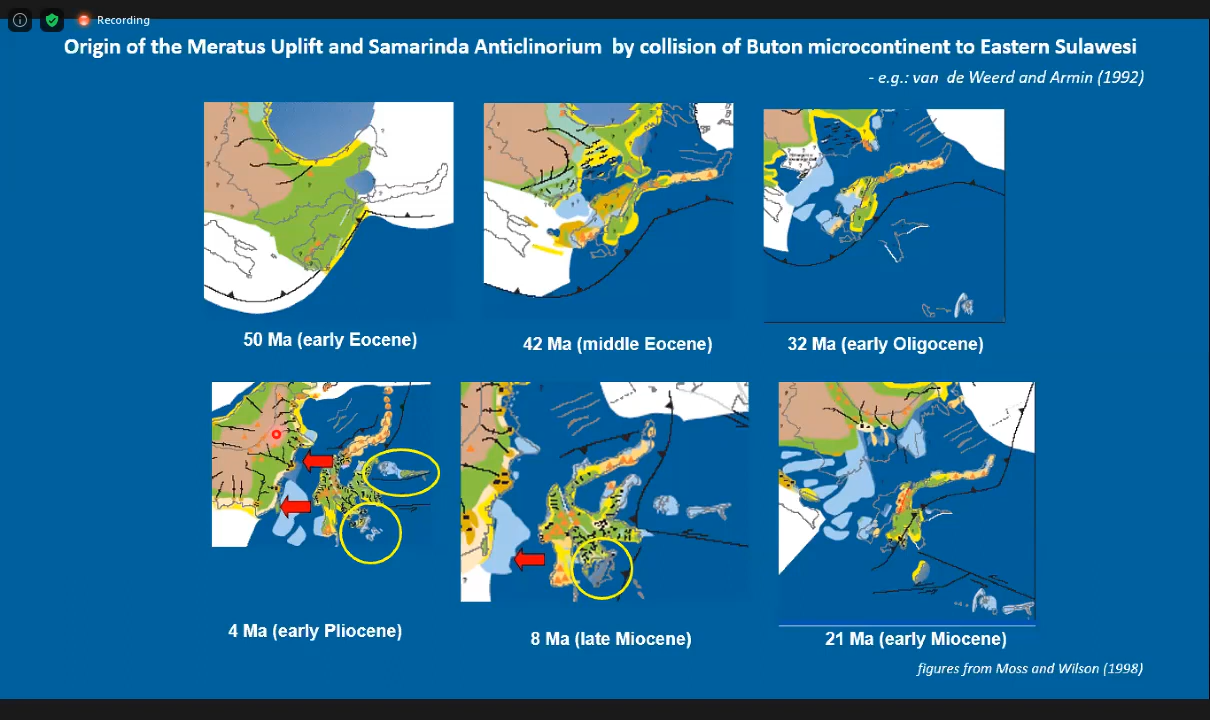 Recording
Origin of the Meratus Uplift and Samarinda Anticlinorium by collision of Buton microcontinent to Eastern Sulawesi
- e.g.: van de Weerd and Armin (1992)
50 Ma (early Eocene)
42 Ma (middle Eocene)
32 Ma (early Oligocene)
4 Ma (early Pliocene)
8 Ma (late Miocene)
21 Ma (early Miocene)
figures from Moss and Wilson (1998)